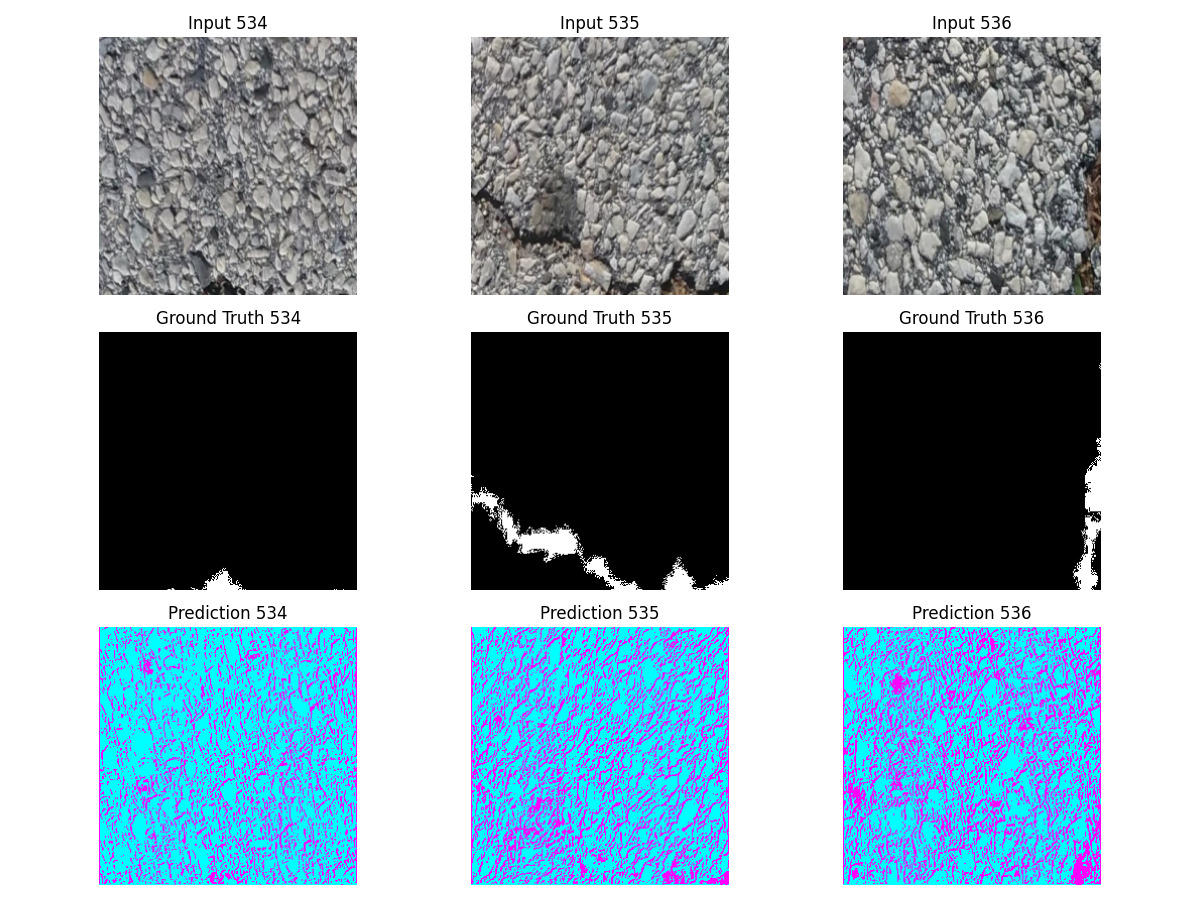 Input 534
Input 535
Input 536
Ground Truth 534
Ground Truth 535
Ground Truth 536
Prediction 534
Prediction 535
Prediction 536